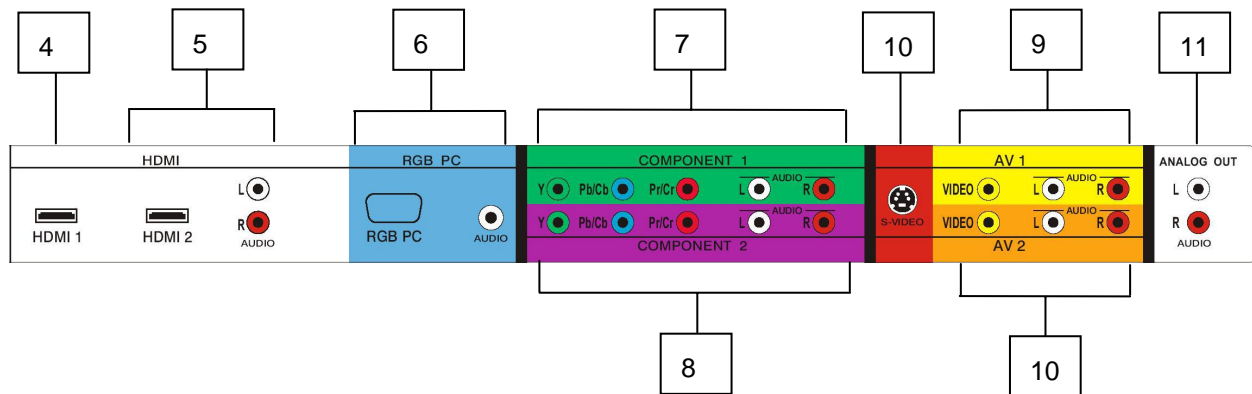 4 5 6 7 10 9 11
HDMI RGB PC COMPONENT 1 AV 1 ANALOG OUT
L Y Pb/Cb Pr/Cr L AUDIO R VIDEO L AUDIO R L
HDMI 1 HDMI 2 R AUDIO
RGB PC AUDIO
Y Pb/Cb Pr/Cr L AUDIO R S-VIDEO VIDEO L AUDIO R R AUDIO
COMPONENT 2 AV 2
8 10